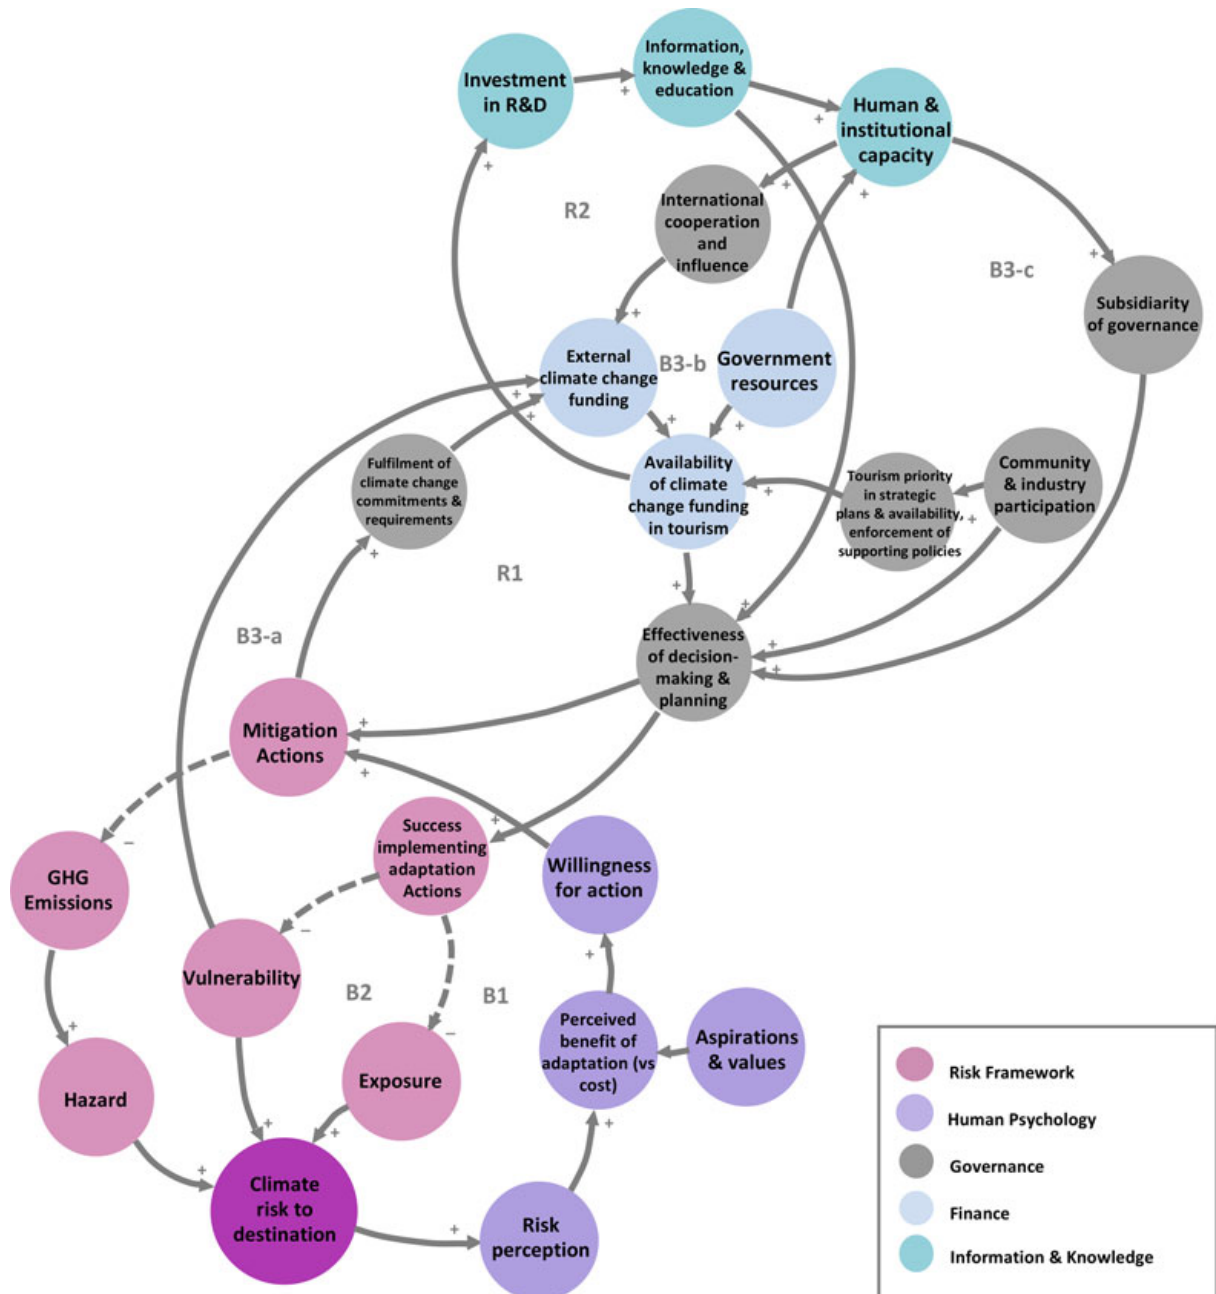 Investment
in R&D
Information,
knowledge &
education
Human &
institutional
capacity
+
+
+
+
+
R2
International
cooperation
and
influence
B3-c
+
Subsidiarity
of governance
+
External
climate change
funding
B3-b
Government
resources
+
+
+
+
Fulfilment of
climate change
commitments &
requirements
Availability
of climate
change funding
in tourism
+
Tourism priority
in strategic
plans & availability,
enforcement of
supporting policies
+
Community
& industry
participation
+
R1
+
+
+
+
B3-a
Effectiveness
of decision-
making &
planning
Mitigation
Actions
+
+
−
GHG
Emissions
Success
implementing
adaptation
Actions
+
Willingness
for action
−
Vulnerability
B2
B1
+
+
−
Perceived
benefit of
adaptation (vs
cost)
Aspirations
& values
Hazard
Exposure
+
+
+
+
Climate
risk to
destination
+
Risk
perception
Risk Framework
Human Psychology
Governance
Finance
Information & Knowledge